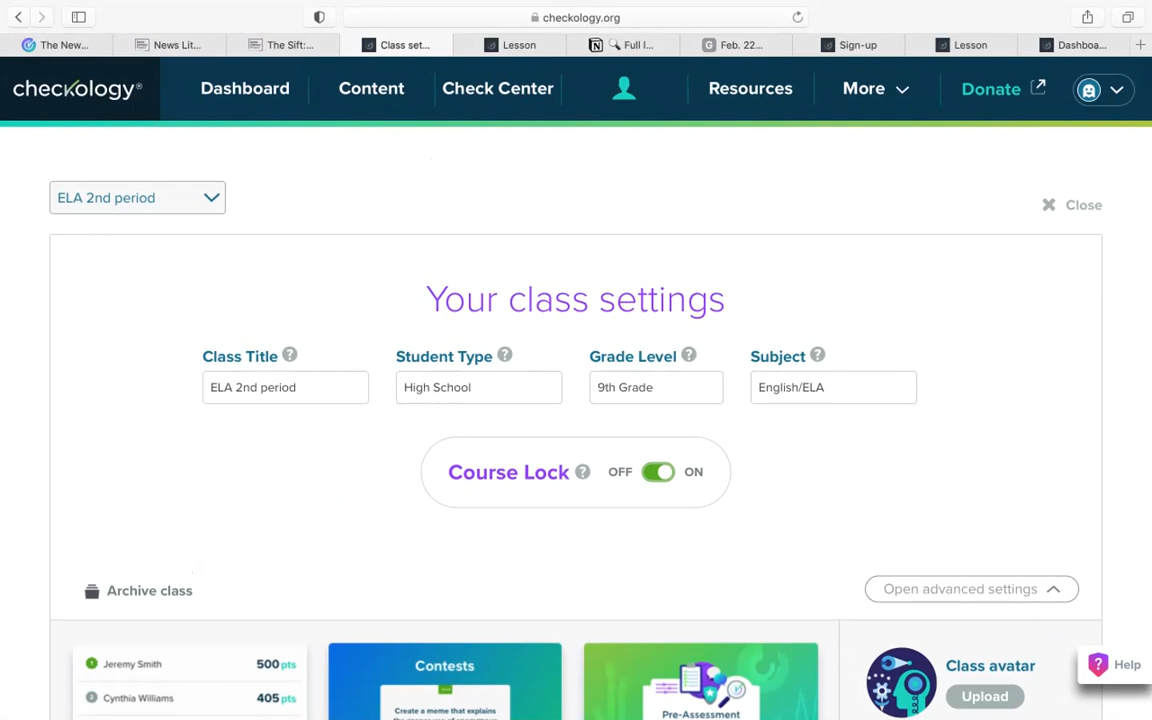 checkology.org
The New...
News Lit...
The Sift:...
Class set...
Lesson
Full l...
Feb. 22...
Sign-up
Lesson
Dashboa...
checkology®
Dashboard
Content
Check Center
Resources
More
Donate
ELA 2nd period
Close
Your class settings
Class Title ?
Student Type ?
Grade Level ?
Subject ?
ELA 2nd period
High School
9th Grade
English/ELA
Course Lock ? OFF ON
Archive class
Open advanced settings
1 Jeremy Smith 500 pts
2 Cynthia Williams 405 pts
Contests
Create a meme that explains
Pre-Assessment
Class avatar
Upload
? Help